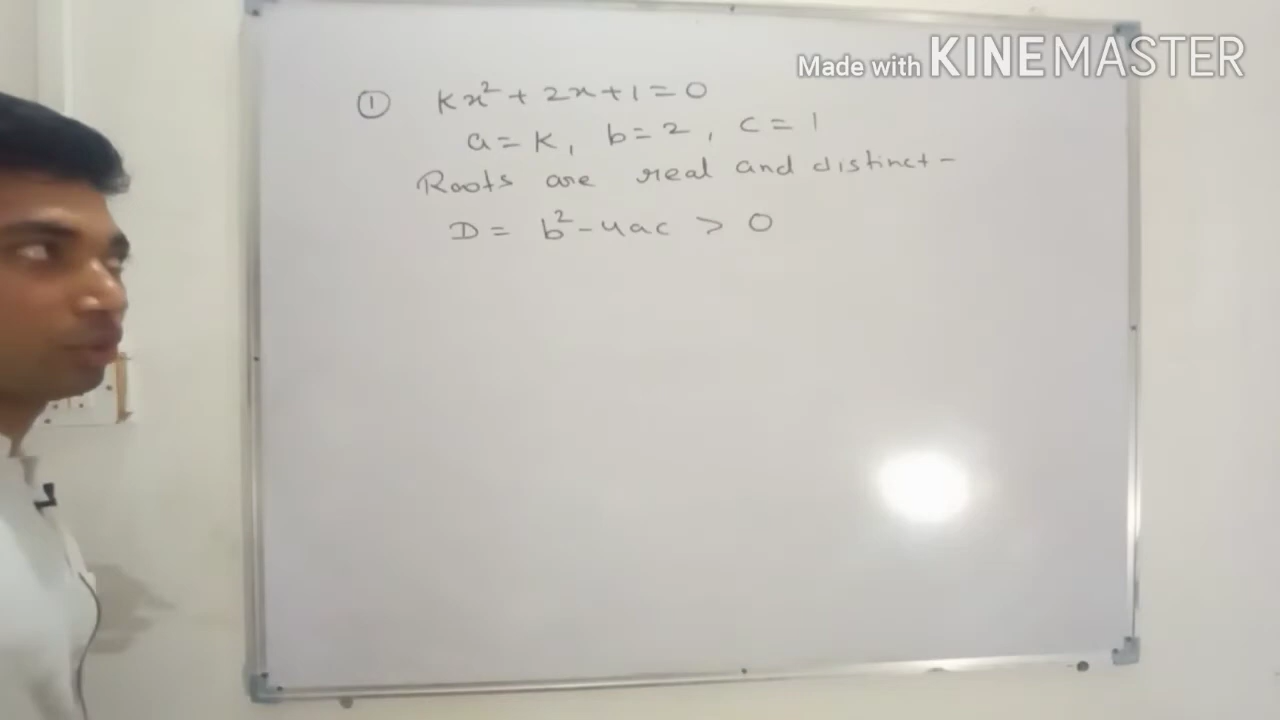 Made with KINEMASTER
① Kx² + 2x + 1 = 0
a = K, b = 2, c = 1
Roots are real and distinct -
D = b² - 4ac > 0